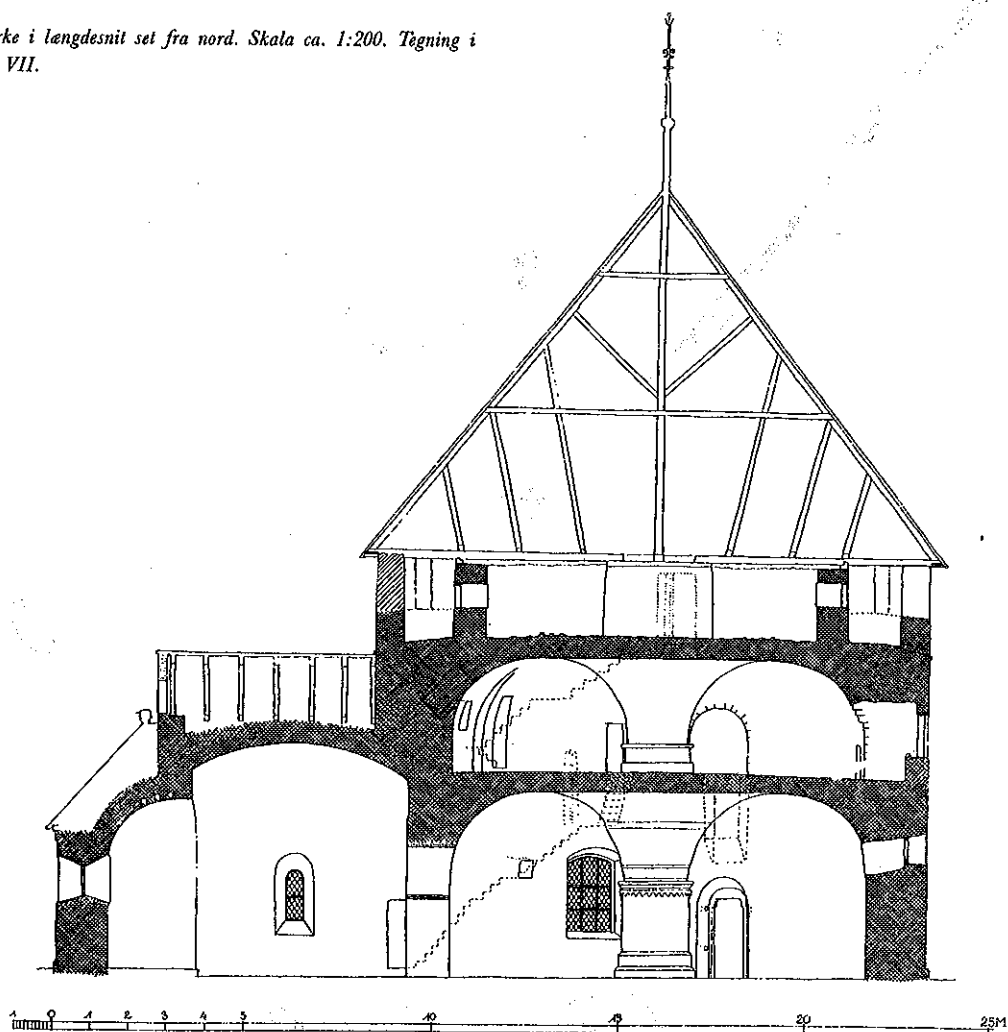 rke i længdesnit set fra nord. Skala ca. 1:200. Tegning i
VII.
1 0 1 2 3 4 5 10 15 20 25M